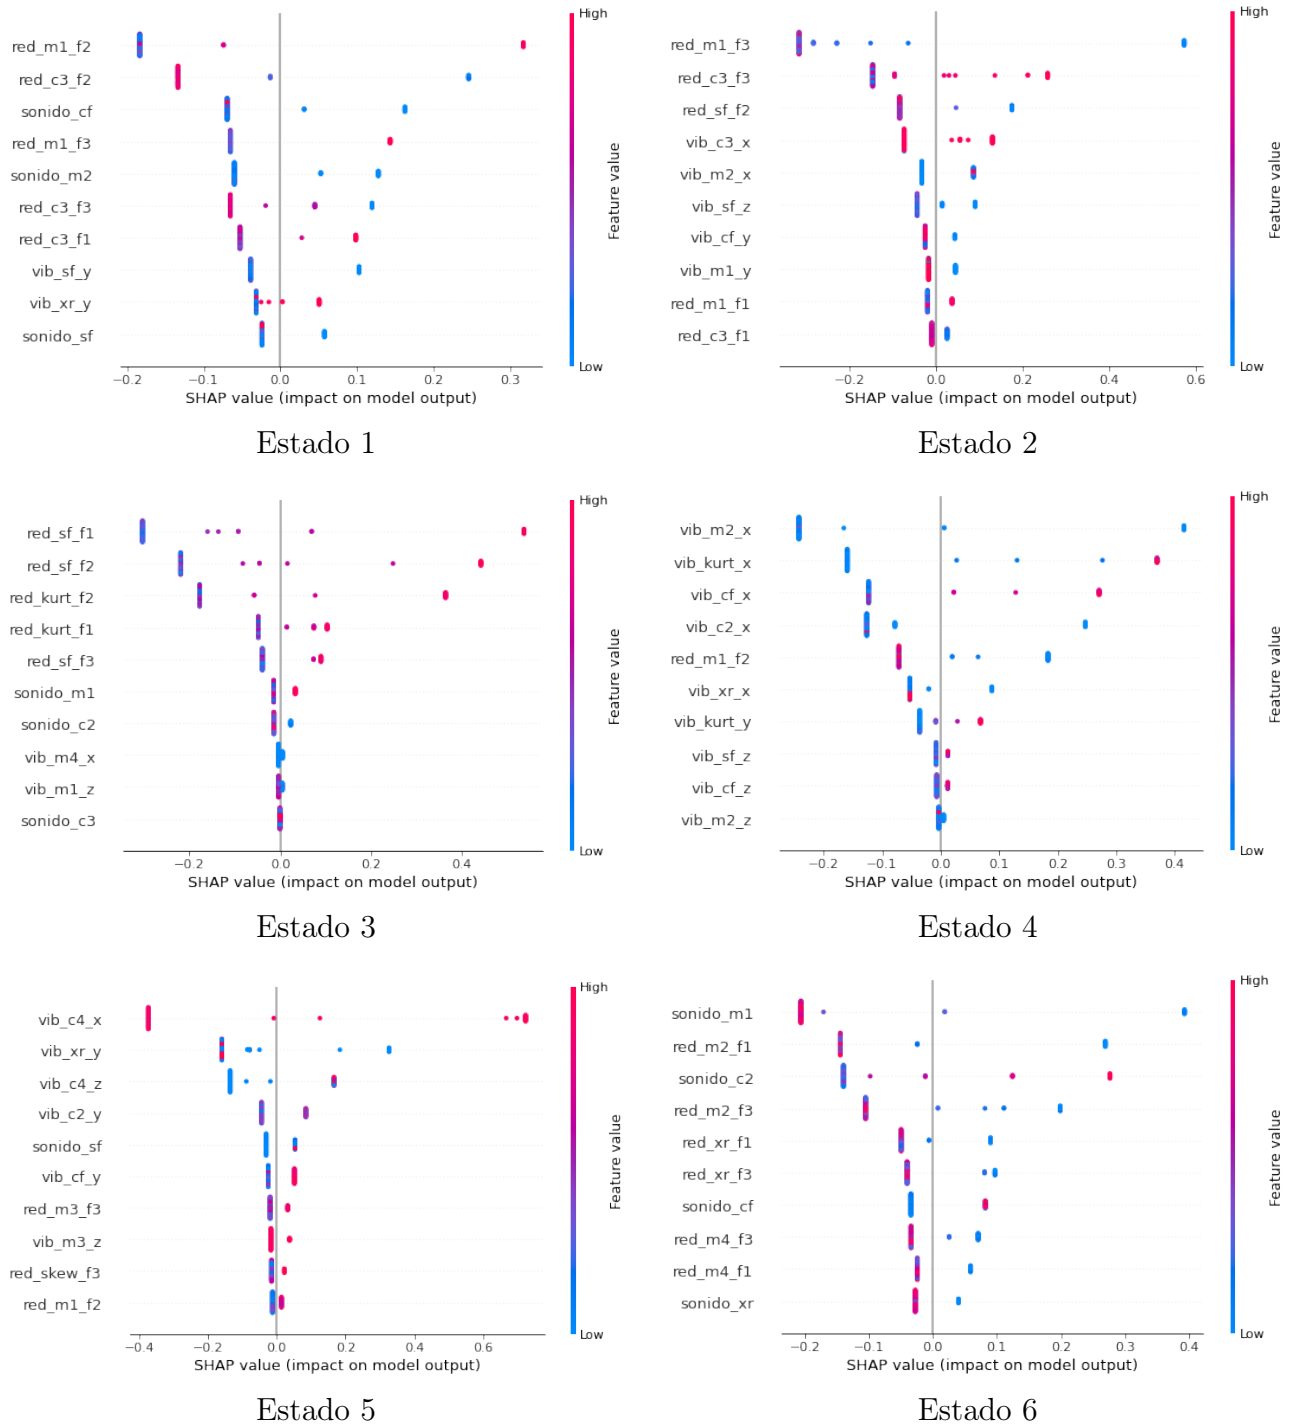 High
red_m1_f2
red_c3_f2
sonido_cf
red_m1_f3
sonido_m2
red_c3_f3
red_c3_f1
vib_sf_y
vib_xr_y
sonido_sf
Feature value
Low
−0.2 −0.1 0.0 0.1 0.2 0.3
SHAP value (impact on model output)
Estado 1
High
red_m1_f3
red_c3_f3
red_sf_f2
vib_c3_x
vib_m2_x
vib_sf_z
vib_cf_y
vib_m1_y
red_m1_f1
red_c3_f1
Feature value
Low
−0.2 0.0 0.2 0.4 0.6
SHAP value (impact on model output)
Estado 2
High
red_sf_f1
red_sf_f2
red_kurt_f2
red_kurt_f1
red_sf_f3
sonido_m1
sonido_c2
vib_m4_x
vib_m1_z
sonido_c3
Feature value
Low
−0.2 0.0 0.2 0.4
SHAP value (impact on model output)
Estado 3
High
vib_m2_x
vib_kurt_x
vib_cf_x
vib_c2_x
red_m1_f2
vib_xr_x
vib_kurt_y
vib_sf_z
vib_cf_z
vib_m2_z
Feature value
Low
−0.2 −0.1 0.0 0.1 0.2 0.3 0.4
SHAP value (impact on model output)
Estado 4
High
vib_c4_x
vib_xr_y
vib_c4_z
vib_c2_y
sonido_sf
vib_cf_y
red_m3_f3
vib_m3_z
red_skew_f3
red_m1_f2
Feature value
Low
−0.4 −0.2 0.0 0.2 0.4 0.6
SHAP value (impact on model output)
Estado 5
High
sonido_m1
red_m2_f1
sonido_c2
red_m2_f3
red_xr_f1
red_xr_f3
sonido_cf
red_m4_f3
red_m4_f1
sonido_xr
Feature value
Low
−0.2 −0.1 0.0 0.1 0.2 0.3 0.4
SHAP value (impact on model output)
Estado 6